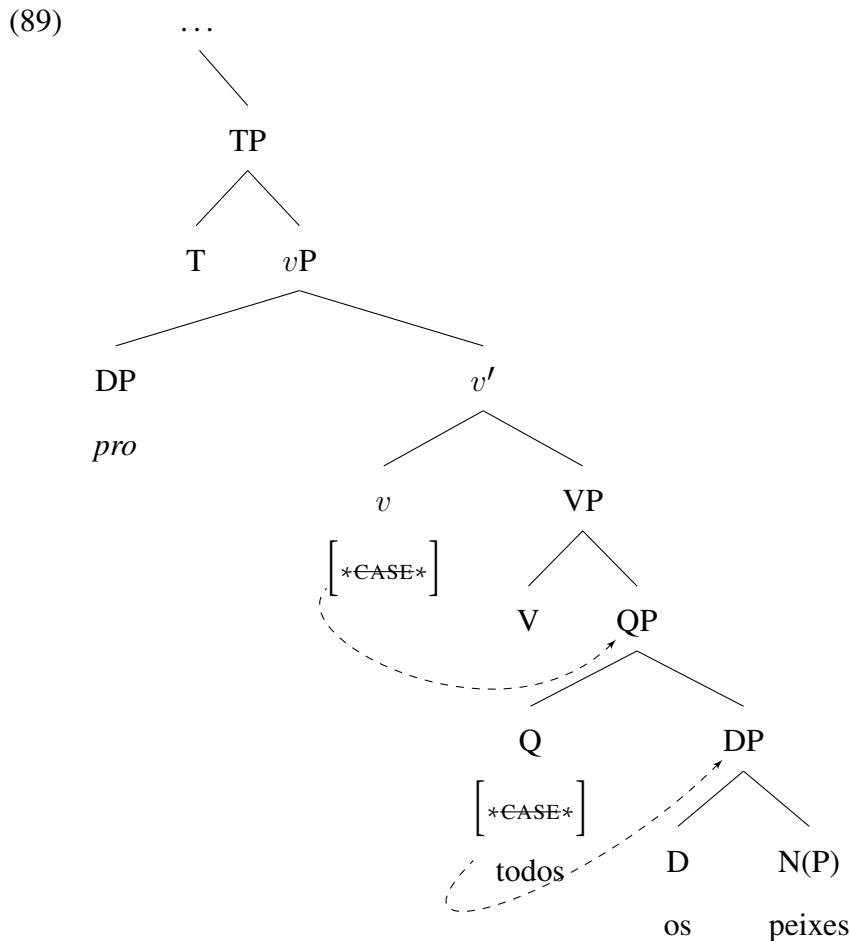 (89) …
TP
T vP
DP v′
pro
v VP
[*CASE*]
V QP
Q DP
[*CASE*]
todos D N(P)
os peixes